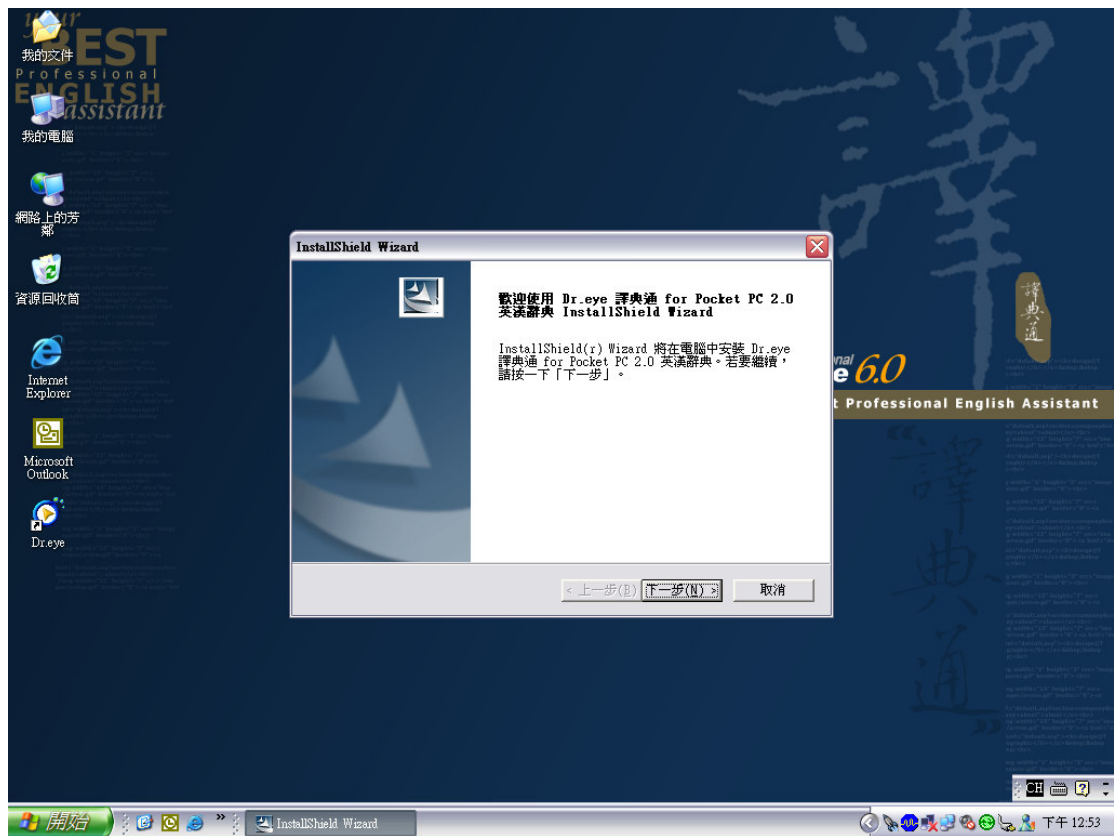 your
BEST
Professional
ENGLISH
assistant
我的文件
我的電腦
網路上的芳
鄰
資源回收筒
Internet
Explorer
Microsoft
Outlook
Dr.eye
InstallShield Wizard
歡迎使用 Dr.eye 譯典通 for Pocket PC 2.0
英漢辭典 InstallShield Wizard
InstallShield(r) Wizard 將在電腦中安裝 Dr.eye
譯典通 for Pocket PC 2.0 英漢辭典。若要繼續，
請按一下「下一步」。
< 上一步(B)
下一步(N) >
取消
譯
譯典通
6.0
Professional English Assistant
譯典通
CH
開始
InstallShield Wizard
下午 12:53